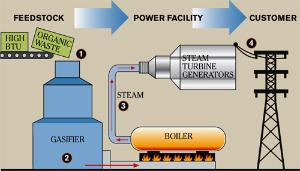 FEEDSTOCK
POWER FACILITY
CUSTOMER
HIGH
BTU
ORGANIC
WASTE
1
STEAM
TURBINE
GENERATORS
4
STEAM
3
GASIFIER
2
BOILER